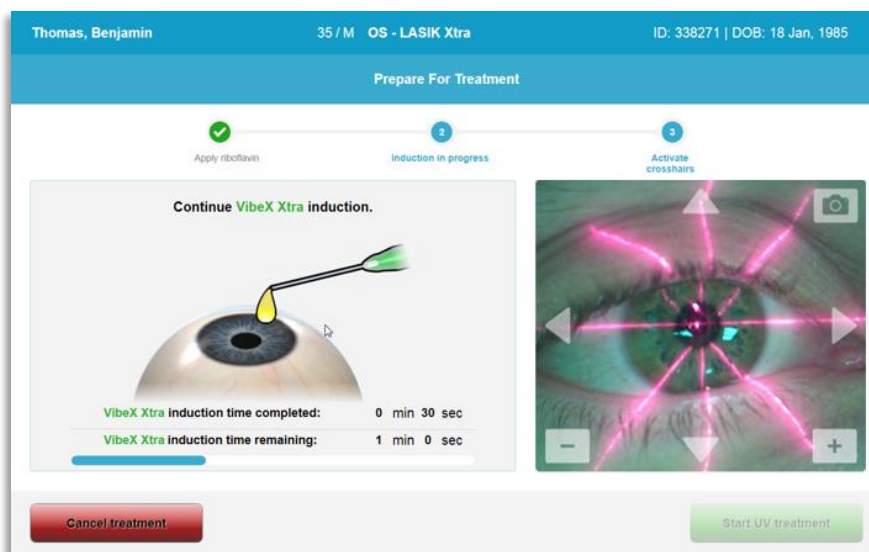 Thomas, Benjamin 35 / M OS - LASIK Xtra ID: 338271 | DOB: 18 Jan, 1985
Prepare For Treatment
2 3
Apply riboflavin Induction in progress Activate
crosshairs
Continue VibeX Xtra induction.
VibeX Xtra induction time completed: 0 min 30 sec
VibeX Xtra induction time remaining: 1 min 0 sec
− +
Cancel treatment Start UV treatment